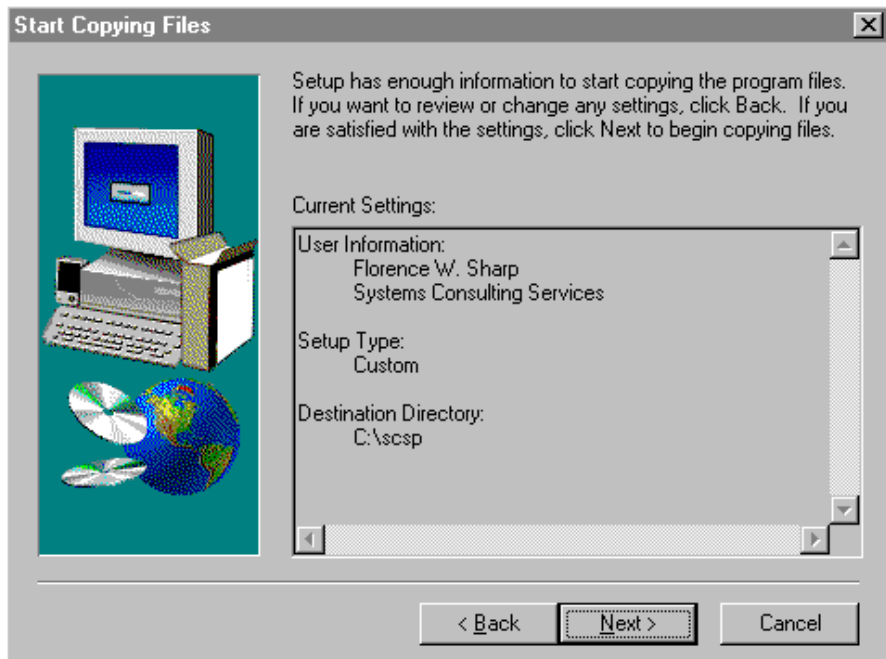 Start Copying Files
Setup has enough information to start copying the program files.
If you want to review or change any settings, click Back.  If you
are satisfied with the settings, click Next to begin copying files.
Current Settings:
User Information:
Florence W. Sharp
Systems Consulting Services
Setup Type:
Custom
Destination Directory:
C:\scsp
< Back
Next >
Cancel